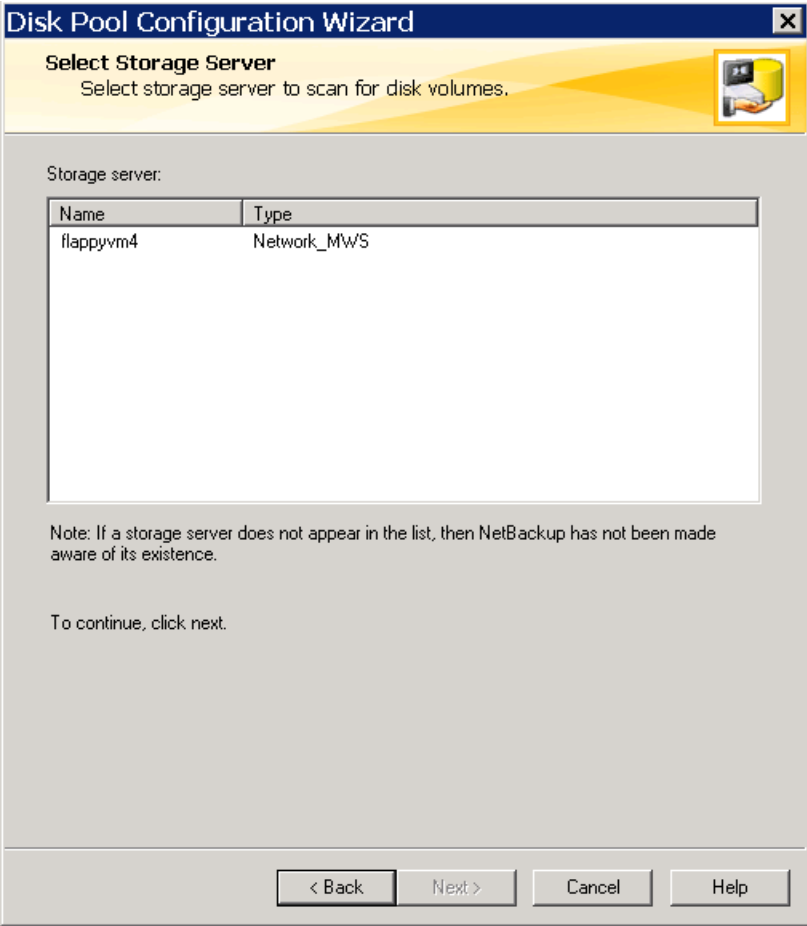 Disk Pool Configuration Wizard
Select Storage Server
Select storage server to scan for disk volumes.
Storage server:
Name Type
flappyvm4 Network_MWS
Note: If a storage server does not appear in the list, then NetBackup has not been made
aware of its existence.
To continue, click next.
< Back Next > Cancel Help